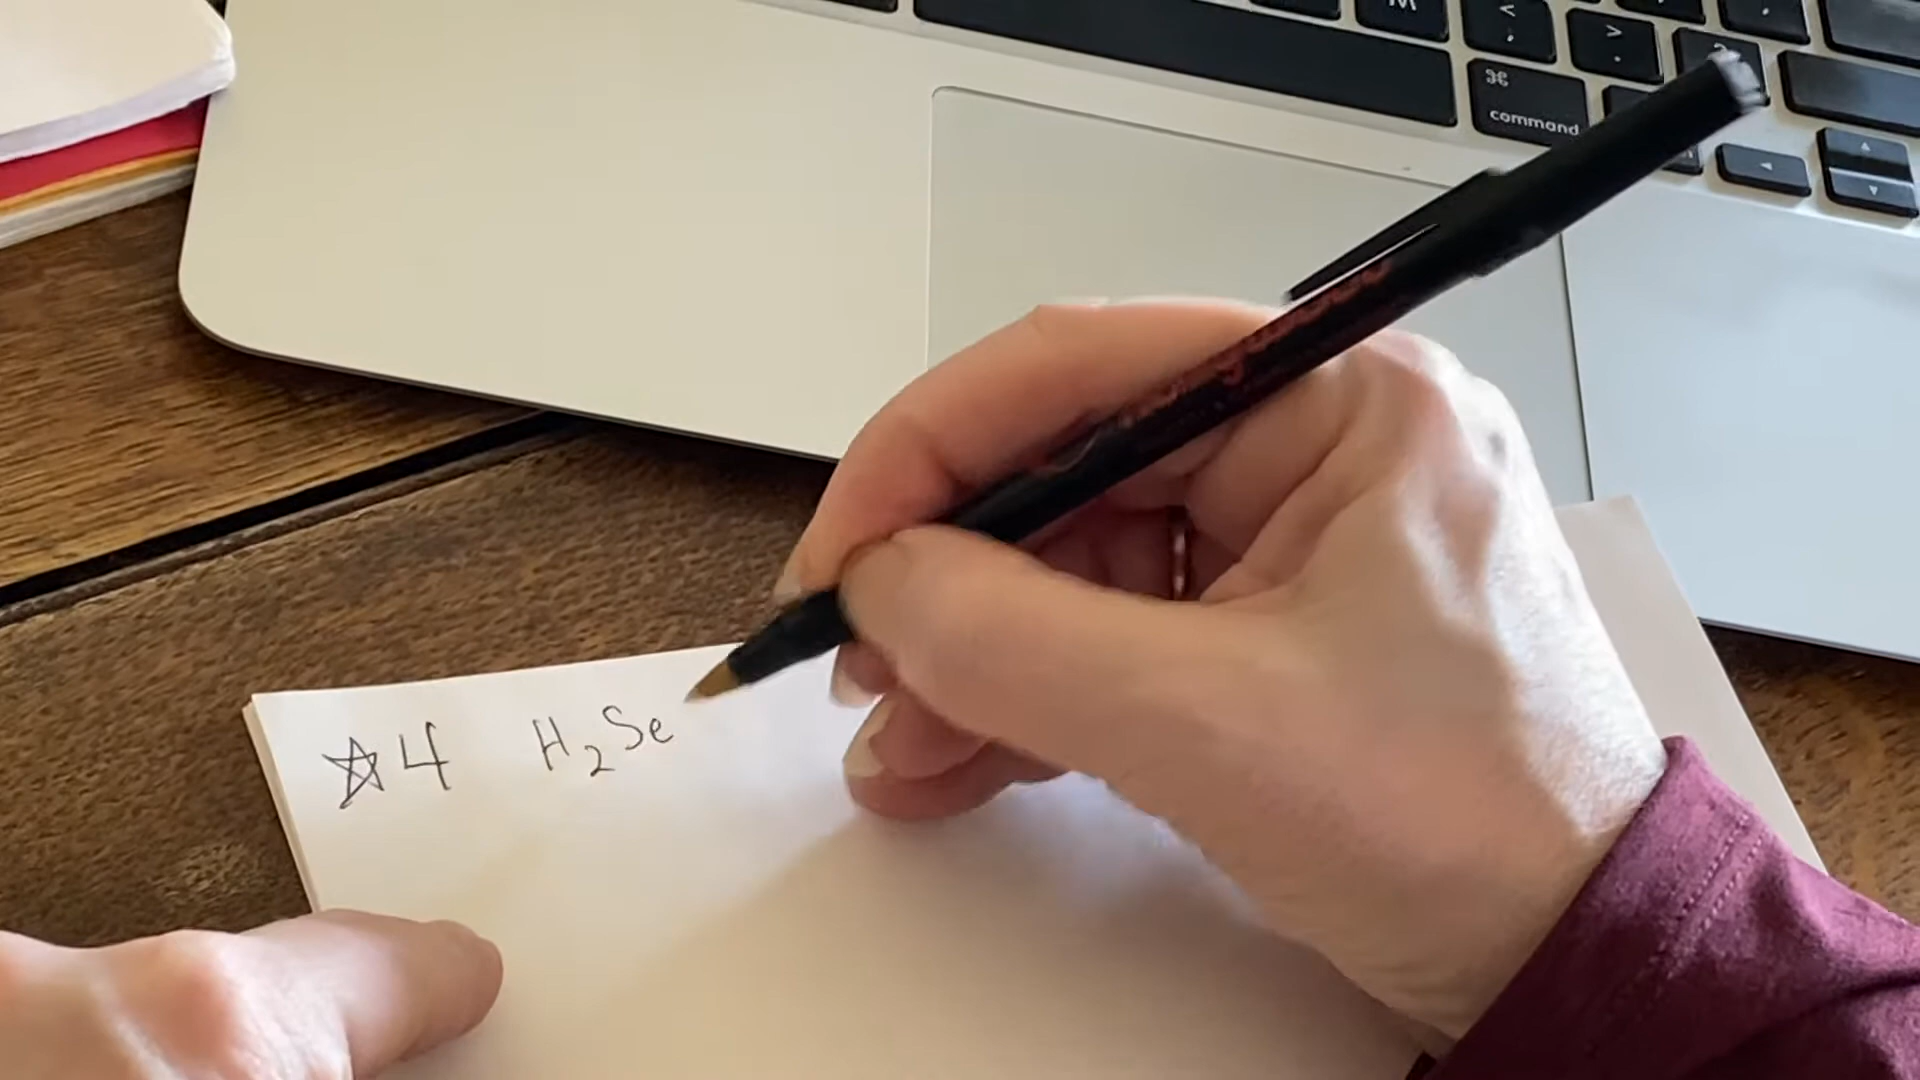 ☆4 H₂Se
⌘
command